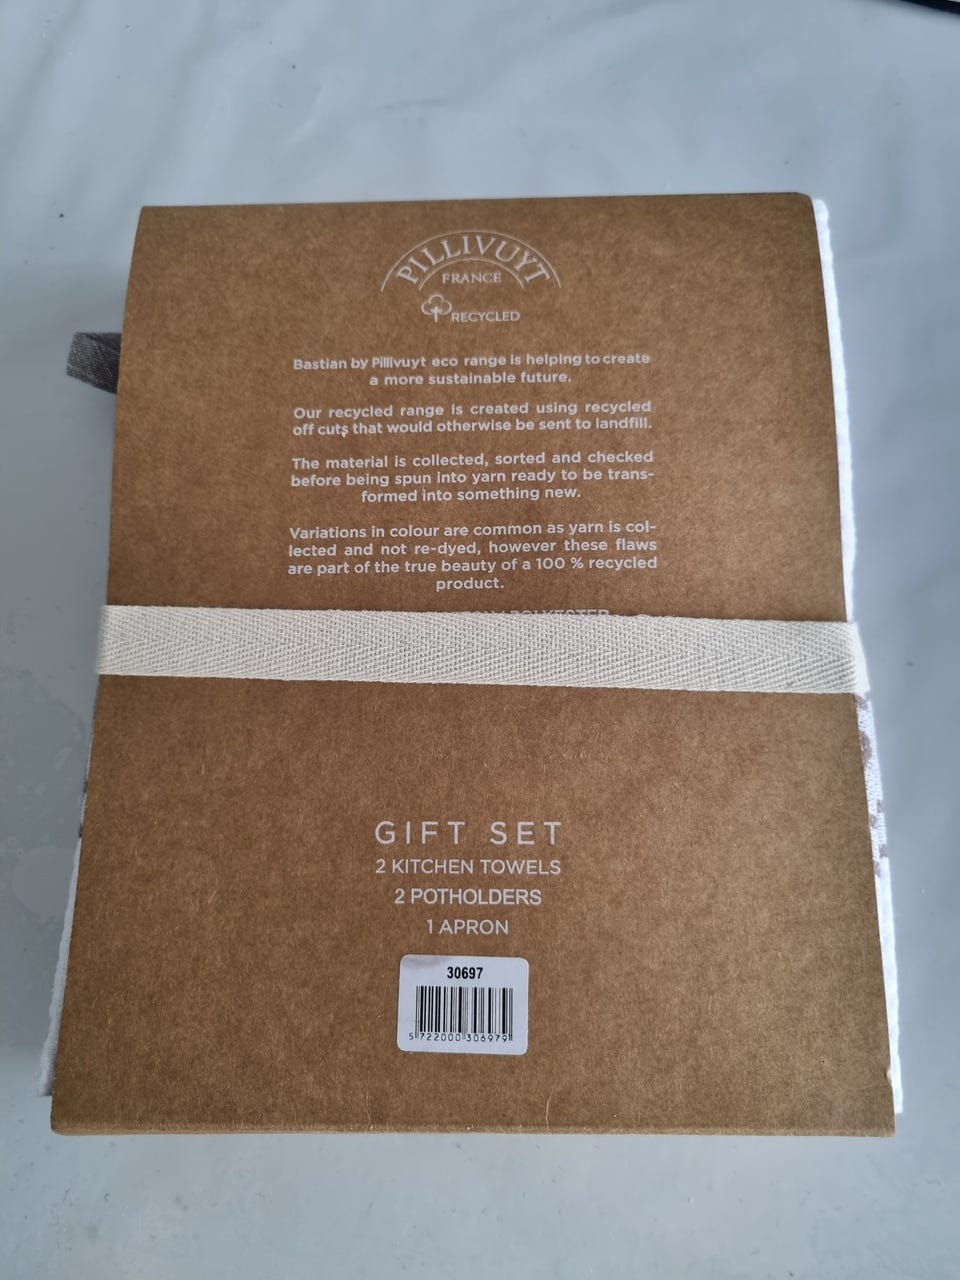 PILLIVUYT
FRANCE
RECYCLED
Bastian by Pillivuyt eco range is helping to create
a more sustainable future.
Our recycled range is created using recycled
off cuts that would otherwise be sent to landfill.
The material is collected, sorted and checked
before being spun into yarn ready to be trans-
formed into something new.
Variations in colour are common as yarn is col-
lected and not re-dyed, however these flaws
are part of the true beauty of a 100 % recycled
product.
POLYESTER
GIFT SET
2 KITCHEN TOWELS
2 POTHOLDERS
1 APRON
30697
5 722000 306979